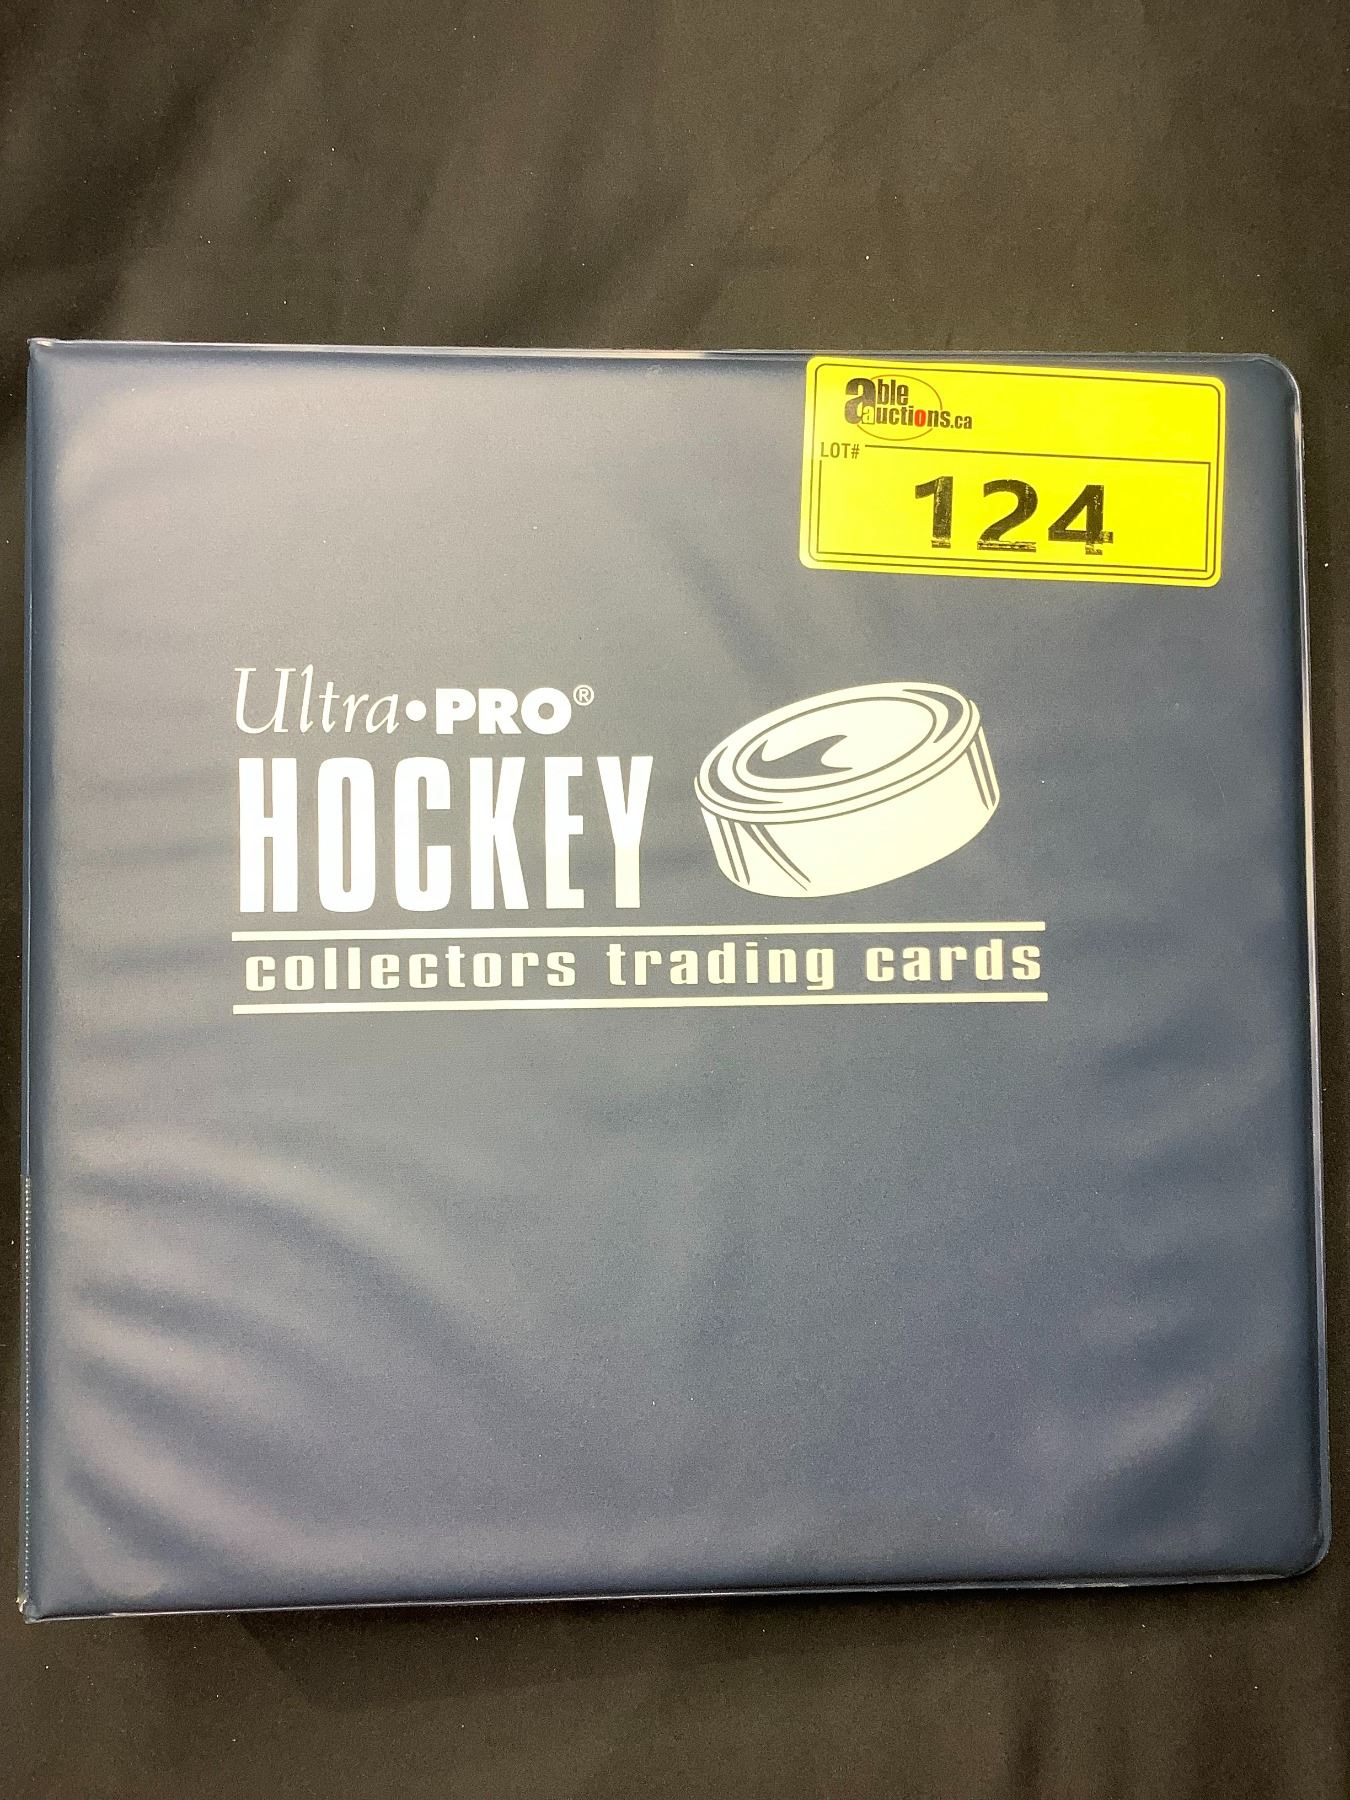 able
auctions.ca
LOT#
124
Ultra•PRO®
HOCKEY
collectors trading cards